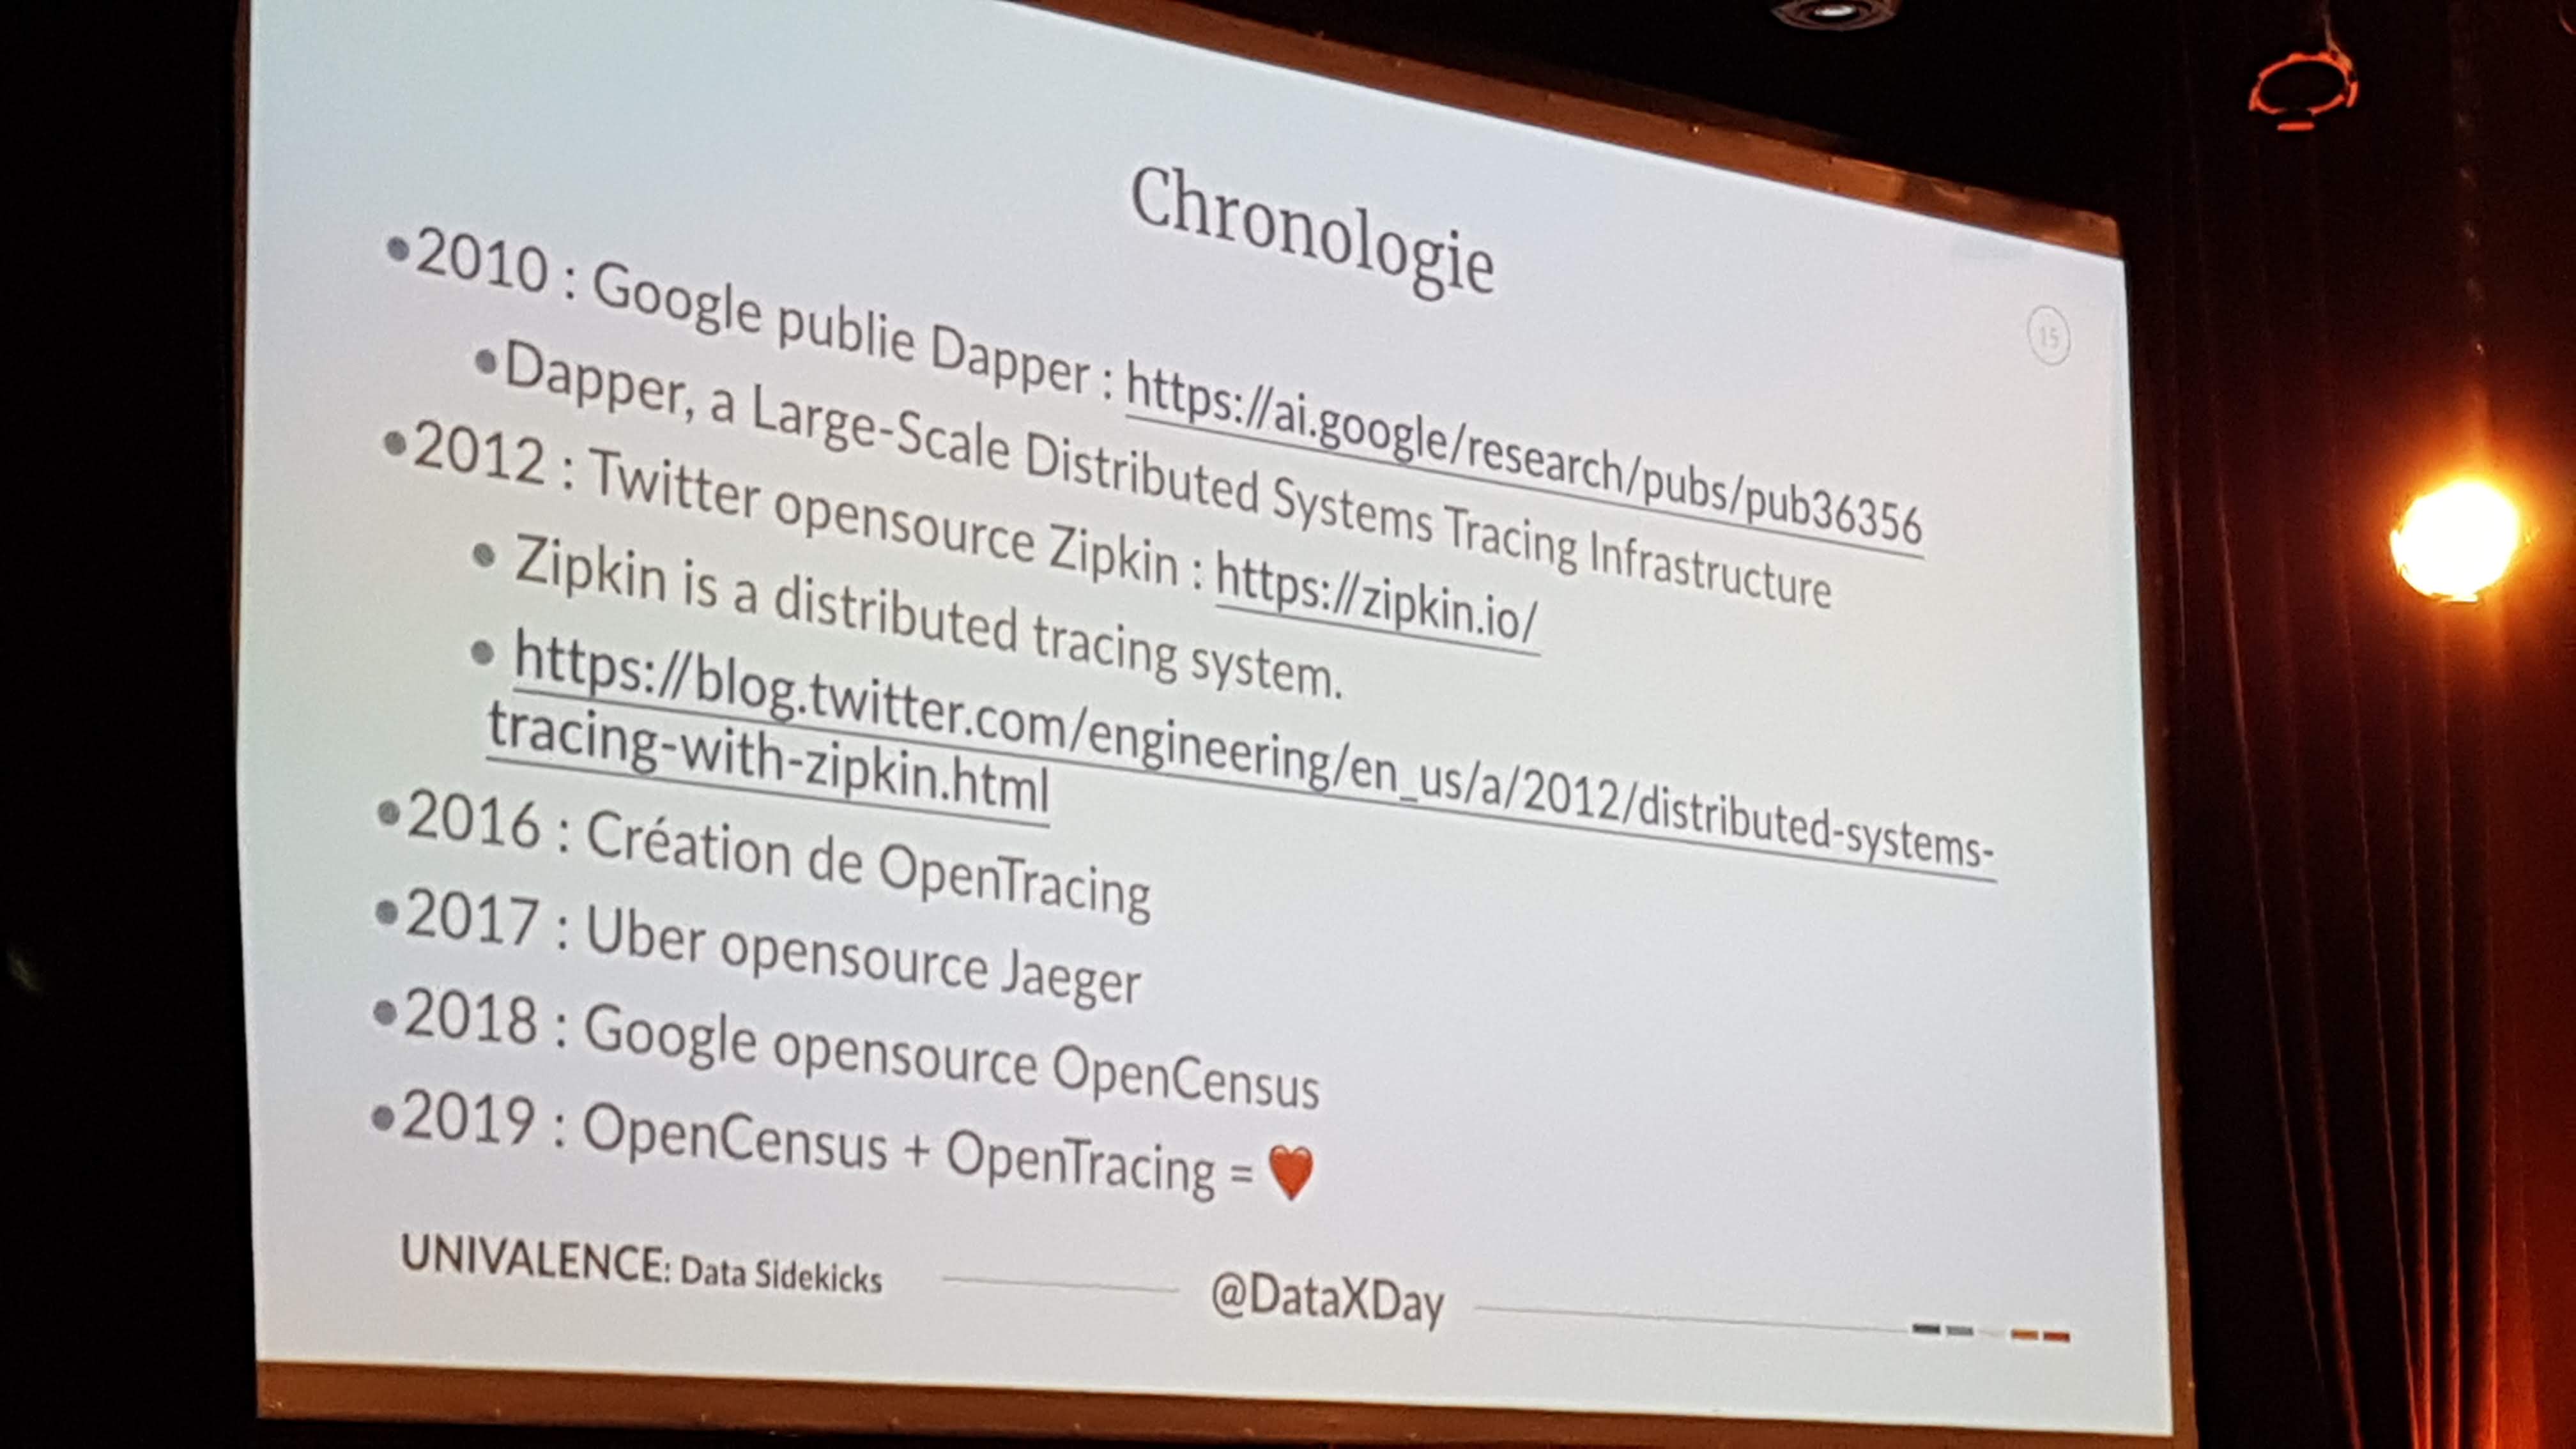 Chronologie
15
•2010 : Google publie Dapper : https://ai.google/research/pubs/pub36356
•Dapper, a Large-Scale Distributed Systems Tracing Infrastructure
•2012 : Twitter opensource Zipkin : https://zipkin.io/
• Zipkin is a distributed tracing system.
• https://blog.twitter.com/engineering/en_us/a/2012/distributed-systems-
tracing-with-zipkin.html
•2016 : Création de OpenTracing
•2017 : Uber opensource Jaeger
•2018 : Google opensource OpenCensus
•2019 : OpenCensus + OpenTracing = ♥
UNIVALENCE: Data Sidekicks
@DataXDay